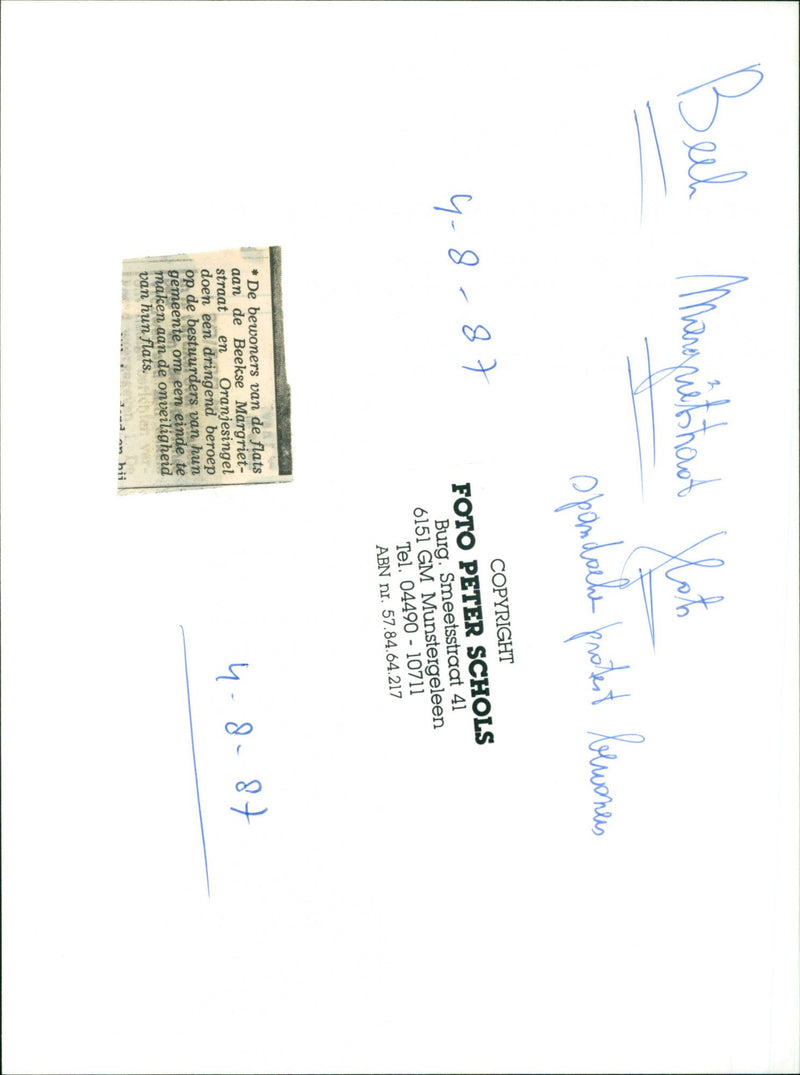 Beek Margrietstraat flats
spandoeken protest bewoners
4-8-87
COPYRIGHT
FOTO PETER SCHOLS
Burg. Smeetsstraat 41
6151 GM Munstergeleen
Tel. 04490 - 10711
ABN nr. 57.84.64.217
* De bewoners van de flats
aan de Beekse Margriet-
straat en Oranjesingel
doen een dringend beroep
op de bestuurders van hun
gemeente om een einde te
maken aan de onveiligheid
van hun flats.
4-8-87